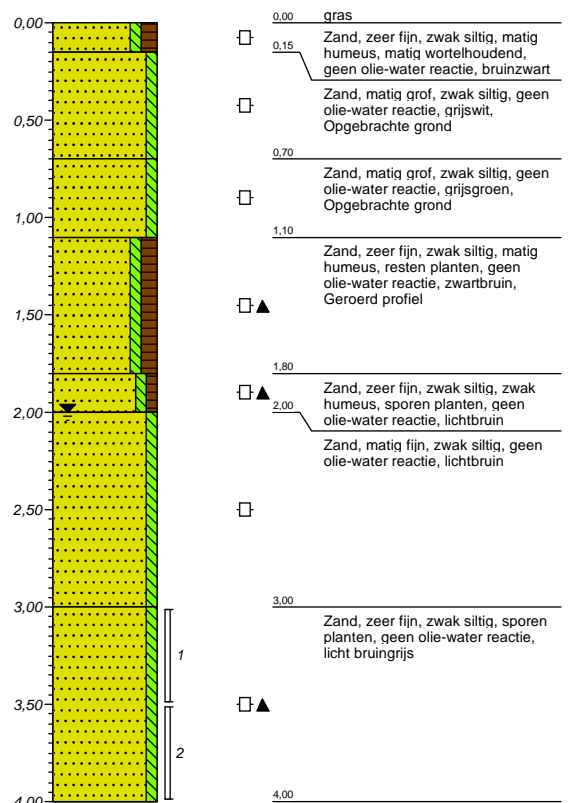 0,00
0,50
1,00
1,50
2,00
2,50
3,00
3,50
4,00
1
2
0,00 gras
Zand, zeer fijn, zwak siltig, matig
humeus, matig wortelhoudend,
geen olie-water reactie, bruinzwart
0,15
Zand, matig grof, zwak siltig, geen
olie-water reactie, grijswit,
Opgebrachte grond
0,70
Zand, matig grof, zwak siltig, geen
olie-water reactie, grijsgroen,
Opgebrachte grond
1,10
Zand, zeer fijn, zwak siltig, matig
humeus, resten planten, geen
olie-water reactie, zwartbruin,
Geroerd profiel
1,80
Zand, zeer fijn, zwak siltig, zwak
humeus, sporen planten, geen
olie-water reactie, lichtbruin
2,00
Zand, matig fijn, zwak siltig, geen
olie-water reactie, lichtbruin
3,00
Zand, zeer fijn, zwak siltig, sporen
planten, geen olie-water reactie,
licht bruingrijs
4,00